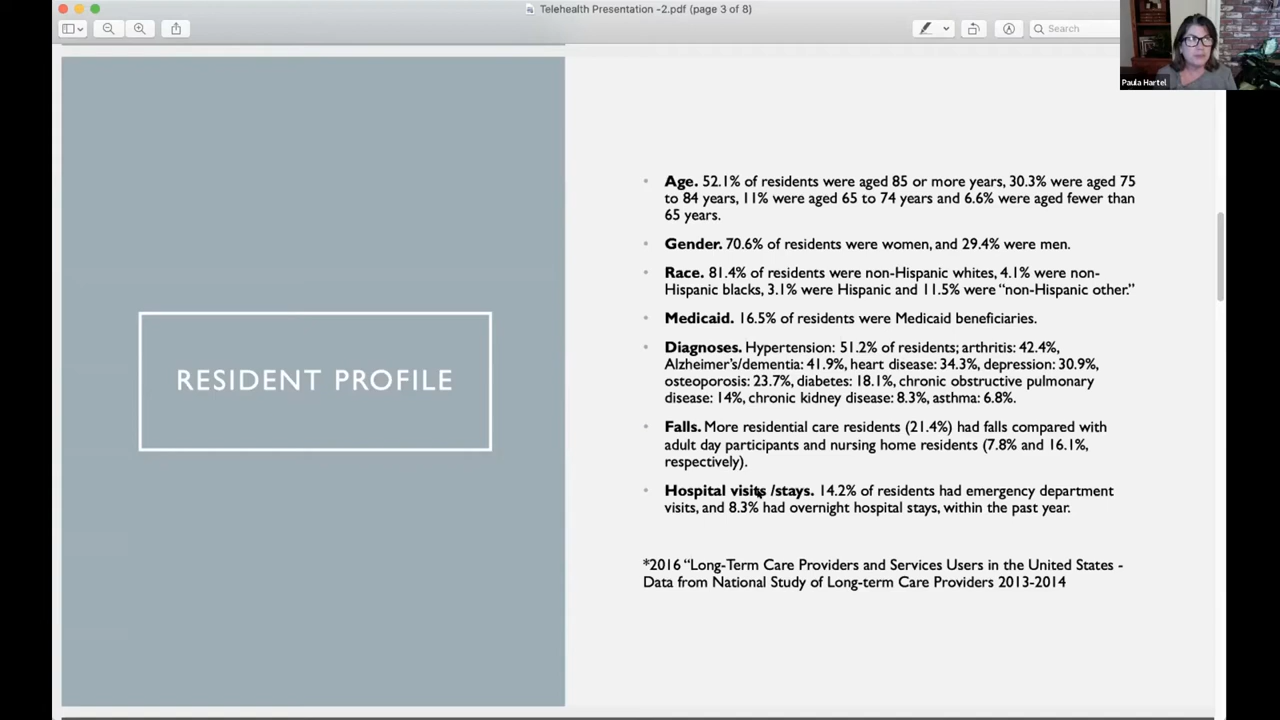 Telehealth Presentation -2.pdf (page 3 of 8)
Search
Paula Hartel
RESIDENT PROFILE
• Age. 52.1% of residents were aged 85 or more years, 30.3% were aged 75
to 84 years, 11% were aged 65 to 74 years and 6.6% were aged fewer than
65 years.
• Gender. 70.6% of residents were women, and 29.4% were men.
• Race. 81.4% of residents were non-Hispanic whites, 4.1% were non-
Hispanic blacks, 3.1% were Hispanic and 11.5% were “non-Hispanic other.”
• Medicaid. 16.5% of residents were Medicaid beneficiaries.
• Diagnoses. Hypertension: 51.2% of residents; arthritis: 42.4%,
Alzheimer’s/dementia: 41.9%, heart disease: 34.3%, depression: 30.9%,
osteoporosis: 23.7%, diabetes: 18.1%, chronic obstructive pulmonary
disease: 14%, chronic kidney disease: 8.3%, asthma: 6.8%.
• Falls. More residential care residents (21.4%) had falls compared with
adult day participants and nursing home residents (7.8% and 16.1%,
respectively).
• Hospital visits /stays. 14.2% of residents had emergency department
visits, and 8.3% had overnight hospital stays, within the past year.
*2016 “Long-Term Care Providers and Services Users in the United States -
Data from National Study of Long-term Care Providers 2013-2014